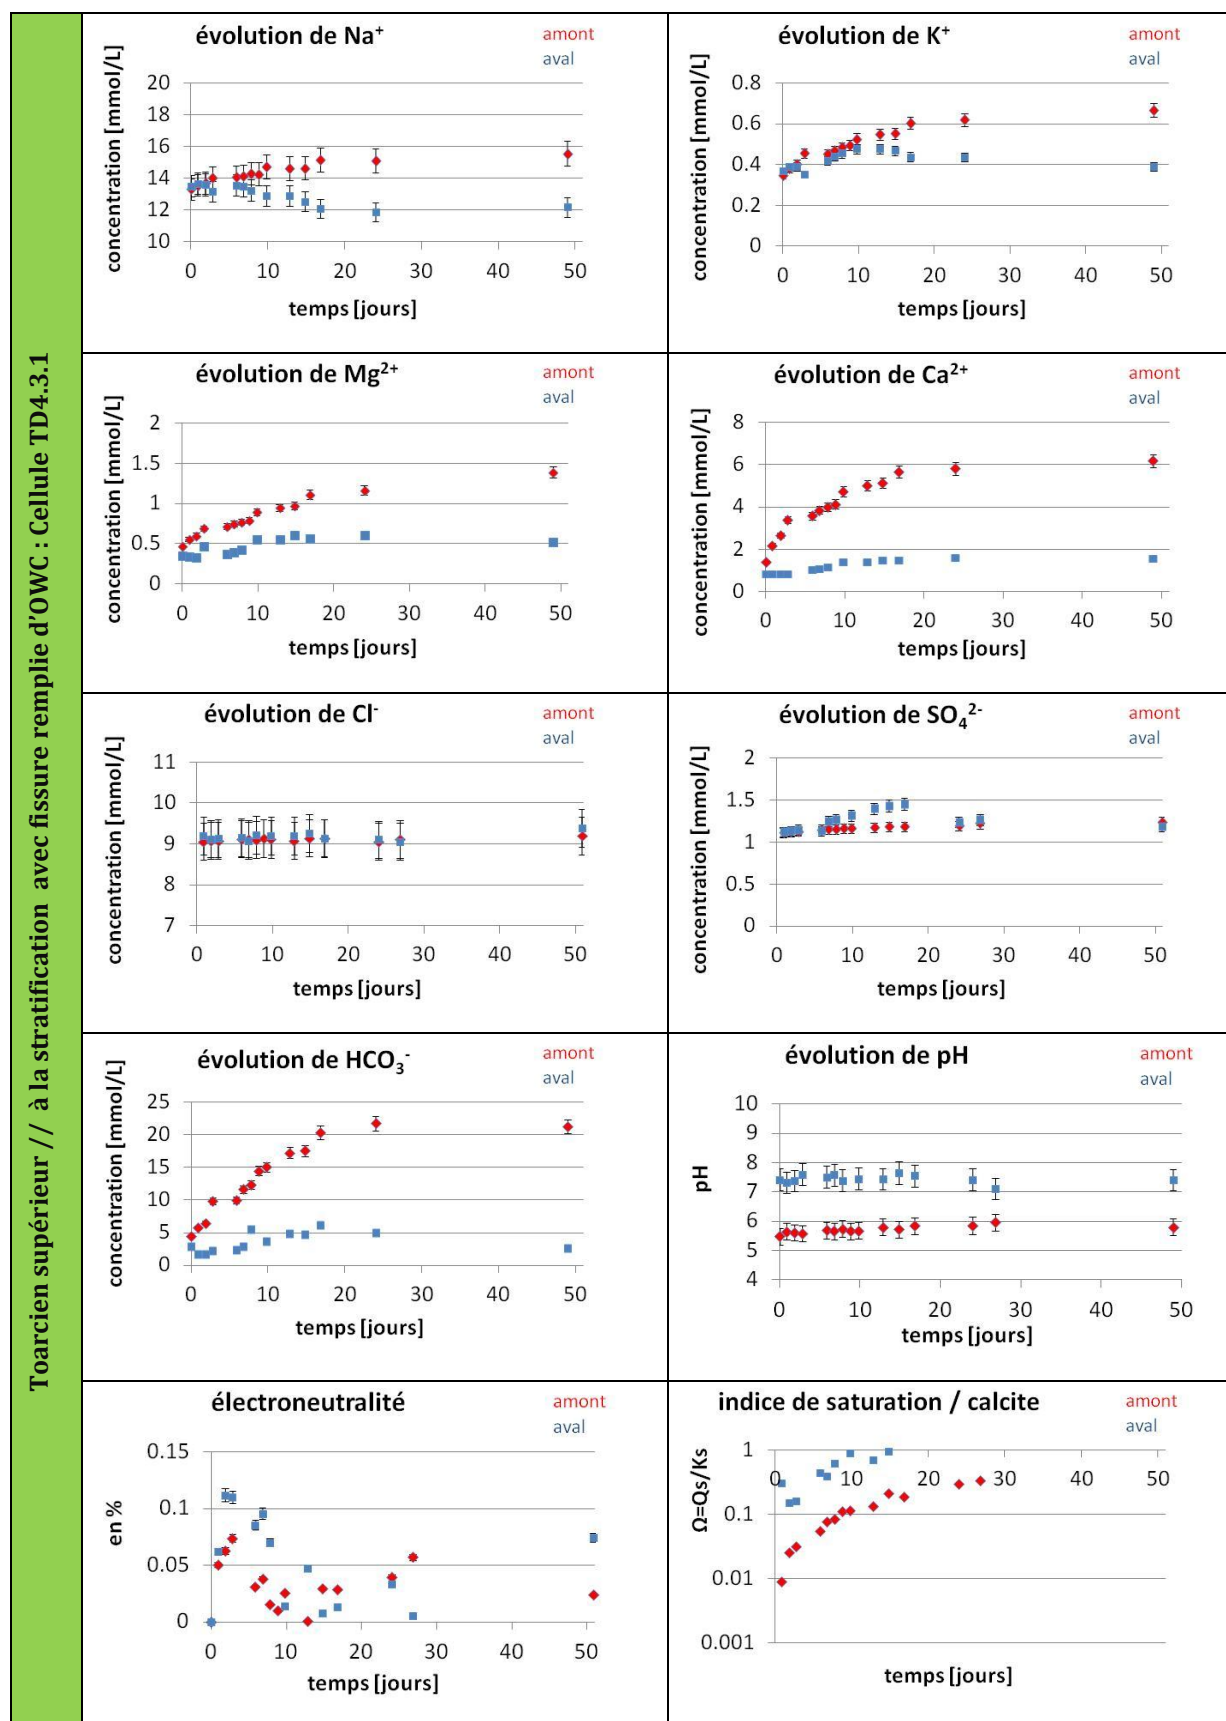 Toarcien supérieur // à la stratification avec fissure remplie d'OWC : Cellule TD4.3.1
évolution de Na⁺
amont
aval
concentration [mmol/L]
20
18
16
14
12
10
0 10 20 30 40 50
temps [jours]
évolution de K⁺
amont
aval
concentration [mmol/L]
0.8
0.6
0.4
0.2
0
0 10 20 30 40 50
temps [jours]
évolution de Mg²⁺
amont
aval
concentration [mmol/L]
2
1.5
1
0.5
0
0 10 20 30 40 50
temps [jours]
évolution de Ca²⁺
amont
aval
concentration [mmol/L]
8
6
4
2
0
0 10 20 30 40 50
temps [jours]
évolution de Cl⁻
amont
aval
concentration [mmol/L]
11
10
9
8
7
0 10 20 30 40 50
temps [jours]
évolution de SO₄²⁻
amont
aval
concentration [mmol/L]
2
1.5
1
0.5
0
0 10 20 30 40 50
temps [jours]
évolution de HCO₃⁻
amont
aval
concentration [mmol/L]
25
20
15
10
5
0
0 10 20 30 40 50
temps [jours]
évolution de pH
amont
aval
pH
10
9
8
7
6
5
4
0 10 20 30 40 50
temps [jours]
électroneutralité
amont
aval
en %
0.15
0.1
0.05
0
0 10 20 30 40 50
temps [jours]
indice de saturation / calcite
amont
aval
Ω=Qs/Ks
1
0.1
0.01
0.001
0 10 20 30 40 50
temps [jours]